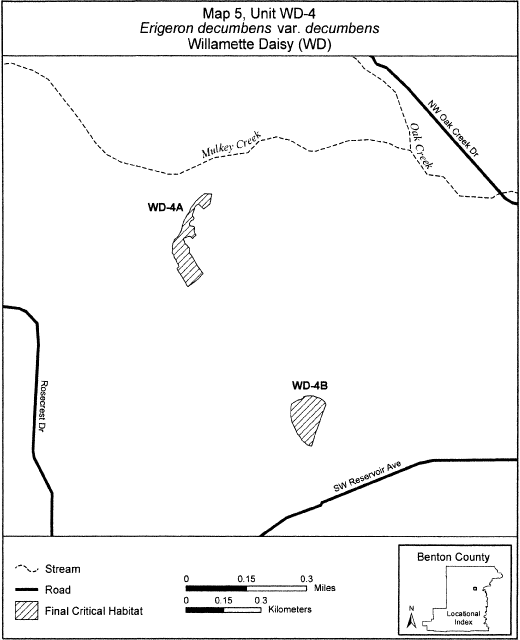 Map 5, Unit WD-4
Erigeron decumbens var. decumbens
Willamette Daisy (WD)
NW Oak Creek Dr
Oak Creek
Mulkey Creek
WD-4A
Rosecrest Dr
WD-4B
SW Reservoir Ave
Stream
Road
Final Critical Habitat
0 0.15 0.3 Miles
0 0.15 0.3 Kilometers
Benton County
N
Locational
Index